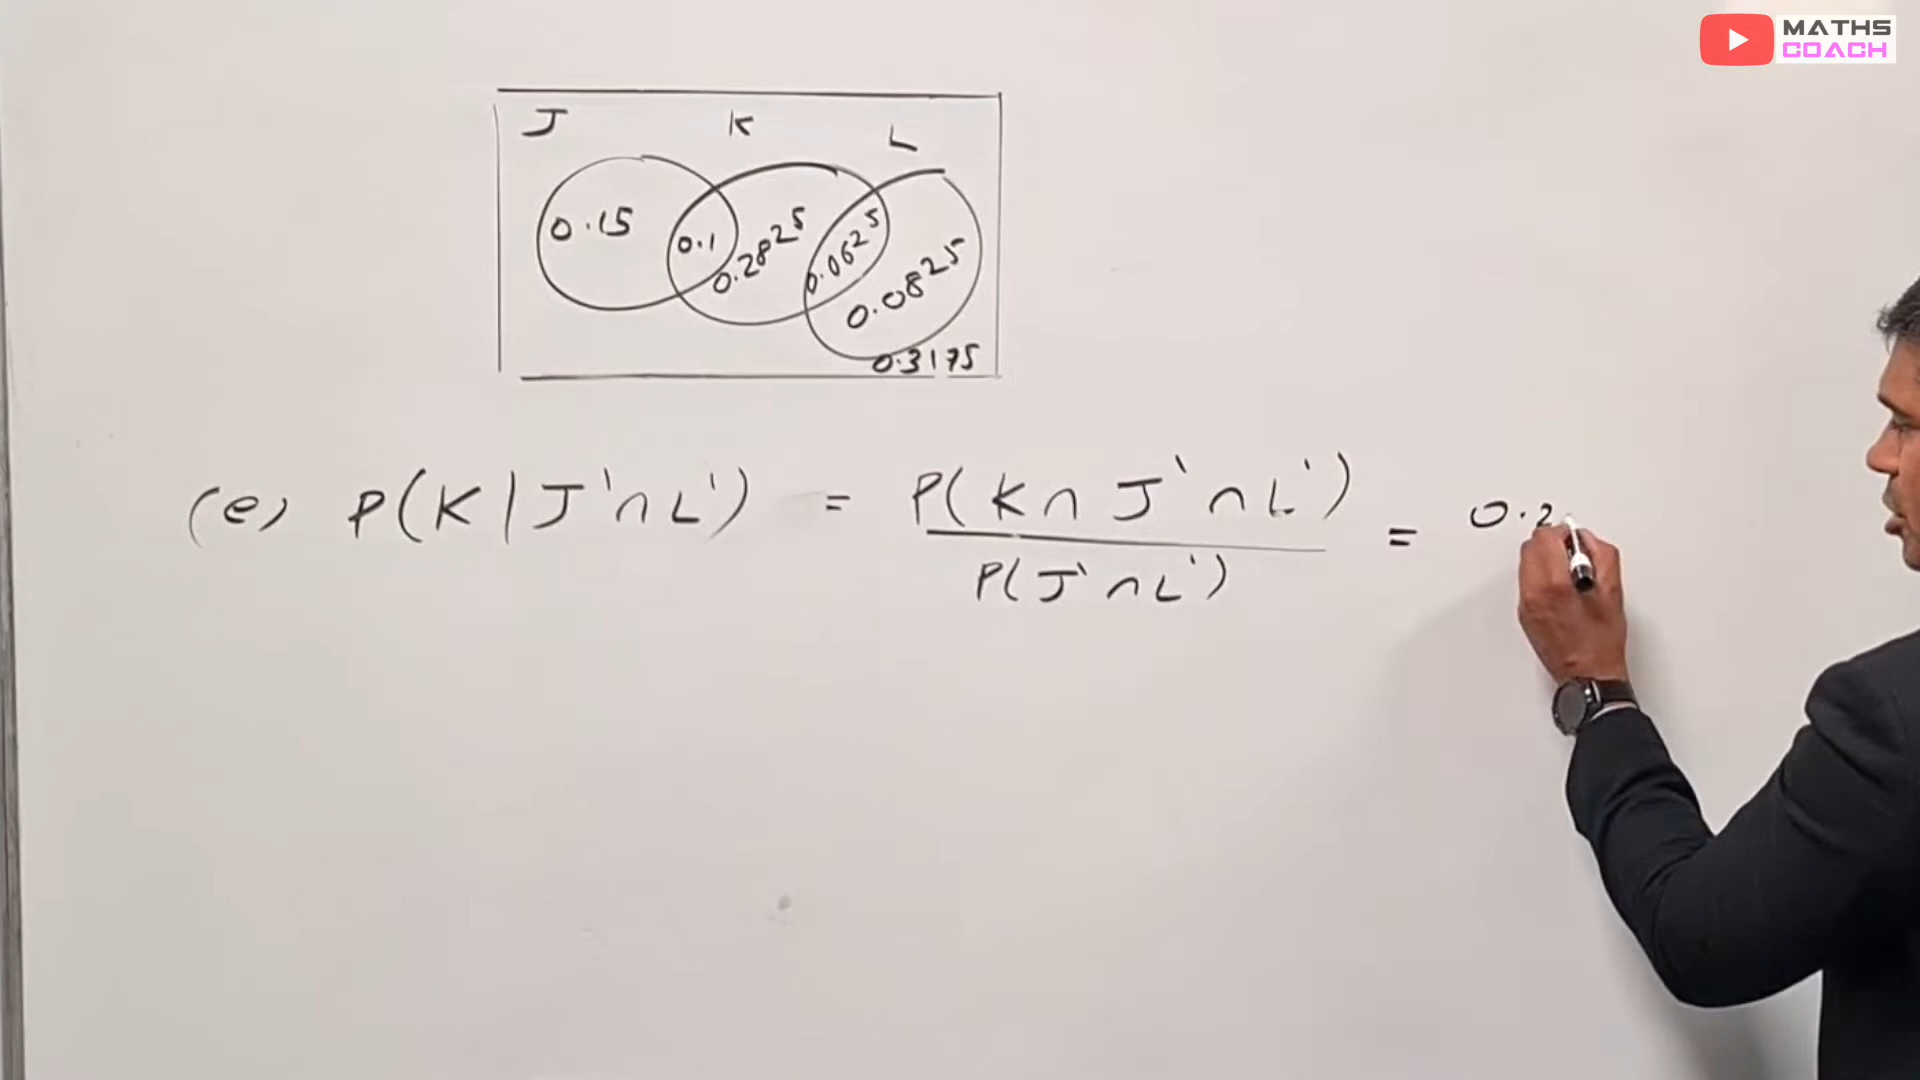 MATHS
COACH
J K L
0.15 0.1 0.2825 0.0625 0.0825
0.3175
(e) P(K|J'∩L') = P(K∩J'∩L') / P(J'∩L') = 0.2